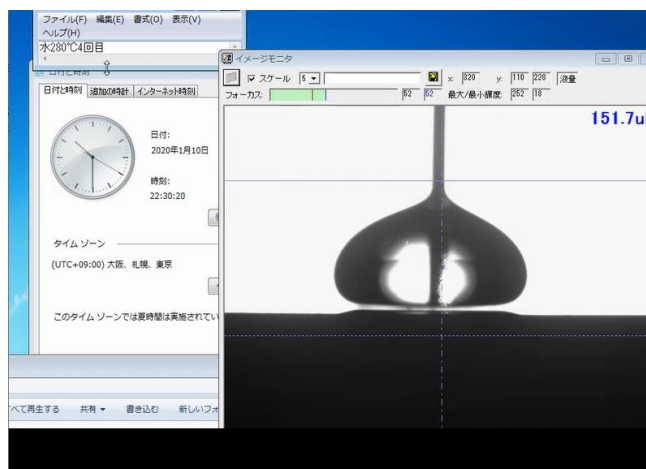 ファイル(F) 編集(E) 書式(O) 表示(V)
ヘルプ(H)
水280℃4回目
日付と時刻
日付と時刻 追加の時計 インターネット時刻
日付:
2020年1月10日
時刻:
22:30:20
タイム ゾーン
(UTC+09:00) 大阪、札幌、東京
このタイム ゾーンでは夏時間は実施されてい
べて再生する 共有 書き込む 新しいフォ
イメージモニタ
スケール 5 x: 320 y: 110 228 液量
フォーカス: 52 52 最大/最小輝度: 252 18
151.7u